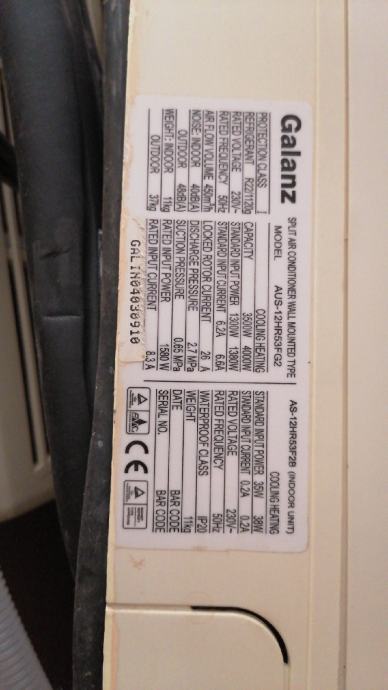 Galanz
SPLIT AIR CONDITIONER WALL MOUNTED TYPE
MODEL AUS-12HR53FG2
PROTECTION CLASS I
REFRIGERANT R22/1120g
RATED VOLTAGE 230V~
RATED FREQUENCY 50Hz
AIR FLOW VOLUME 450m³/h
NOISE: INDOOR 40dB(A)
OUTDOOR 48dB(A)
WEIGHT: INDOOR 11kg
OUTDOOR 37kg
COOLING HEATING
CAPACITY 3500W 4000W
STANDARD INPUT POWER 1300W 1380W
STANDARD INPUT CURRENT 6.2A 6.6A
LOCKED ROTOR CURRENT 26 A
DISCHARGE PRESSURE 2.7 MPa
SUCTION PRESSURE 0.65 MPa
RATED INPUT POWER 1580 W
RATED INPUT CURRENT 8.3 A
GAL1N04030910
AS-12HR53F2B (INDOOR UNIT)
COOLING HEATING
STANDARD INPUT POWER 35W 38W
STANDARD INPUT CURRENT 0.2A 0.2A
RATED VOLTAGE 230V~
RATED FREQUENCY 50Hz
WATERPROOF CLASS IP20
WEIGHT 11kg
DATE BAR CODE
SERIAL NO. BAR CODE
CE